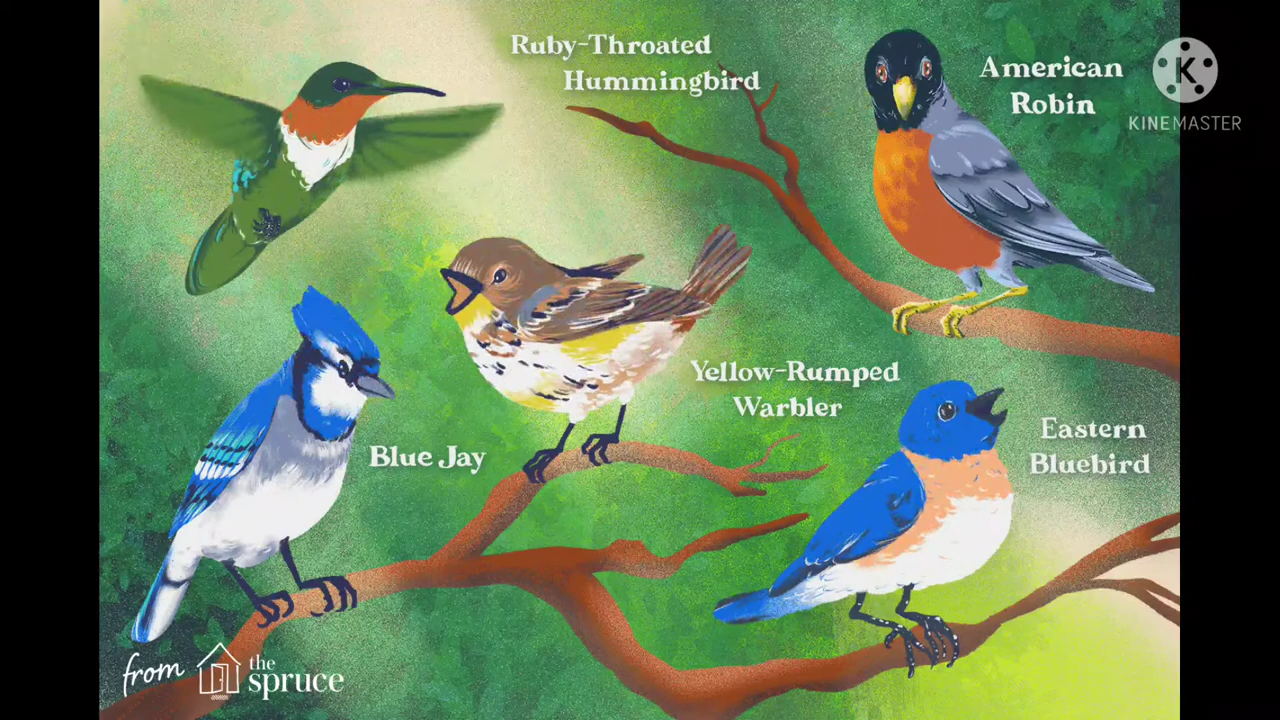 Ruby-Throated
Hummingbird
American
Robin
K
KINEMASTER
Yellow-Rumped
Warbler
Blue Jay
Eastern
Bluebird
from the spruce